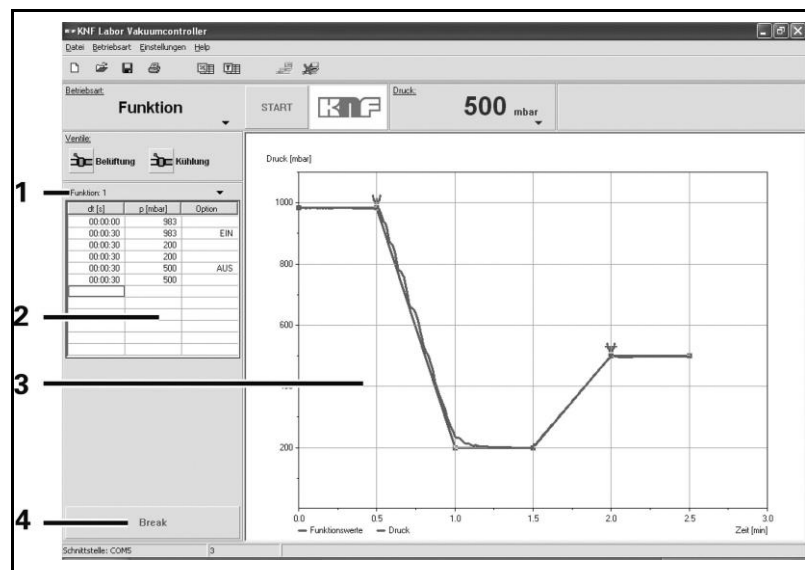 KNF Labor Vakuumcontroller
Datei Betriebsart Einstellungen Help
Betriebsart:
Funktion
START
KNF
Druck:
500 mbar
Ventile:
Belüftung Kühlung
1
Funktion: 1
dt [s] p [mbar] Option
00:00:00 983
00:00:30 983 EIN
00:00:30 200
00:00:30 200
00:00:30 500 AUS
00:00:30 500
2
3
4
Break
Druck [mbar]
1000
800
600
400
200
0.0 0.5 1.0 1.5 2.0 2.5 3.0
Funktionswerte Druck Zeit [min]
Schnittstelle: COM5 3